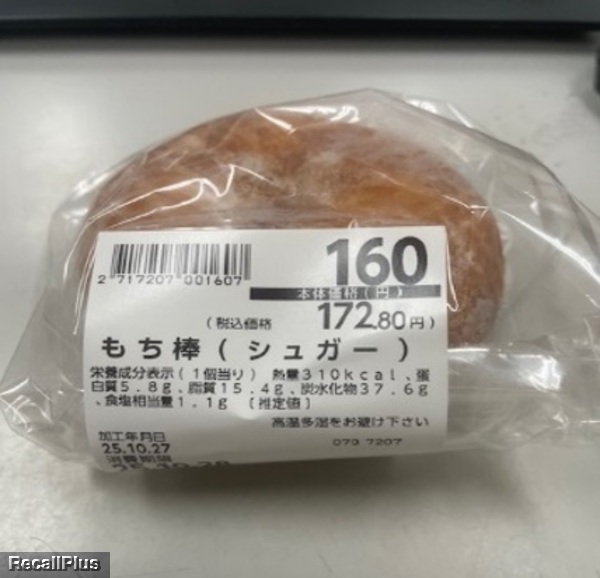 2 717207 001607
160
本体価格(円)
(税込価格 172.80円)
もち棒(シュガー)
栄養成分表示(1個当り) 熱量310kcal、蛋
白質5.8g、脂質15.4g、炭水化物37.6g
、食塩相当量1.1g [推定値]
高温多湿をお避け下さい
加工年月日
073 7207
25.10.27
消費期限
RecallPlus